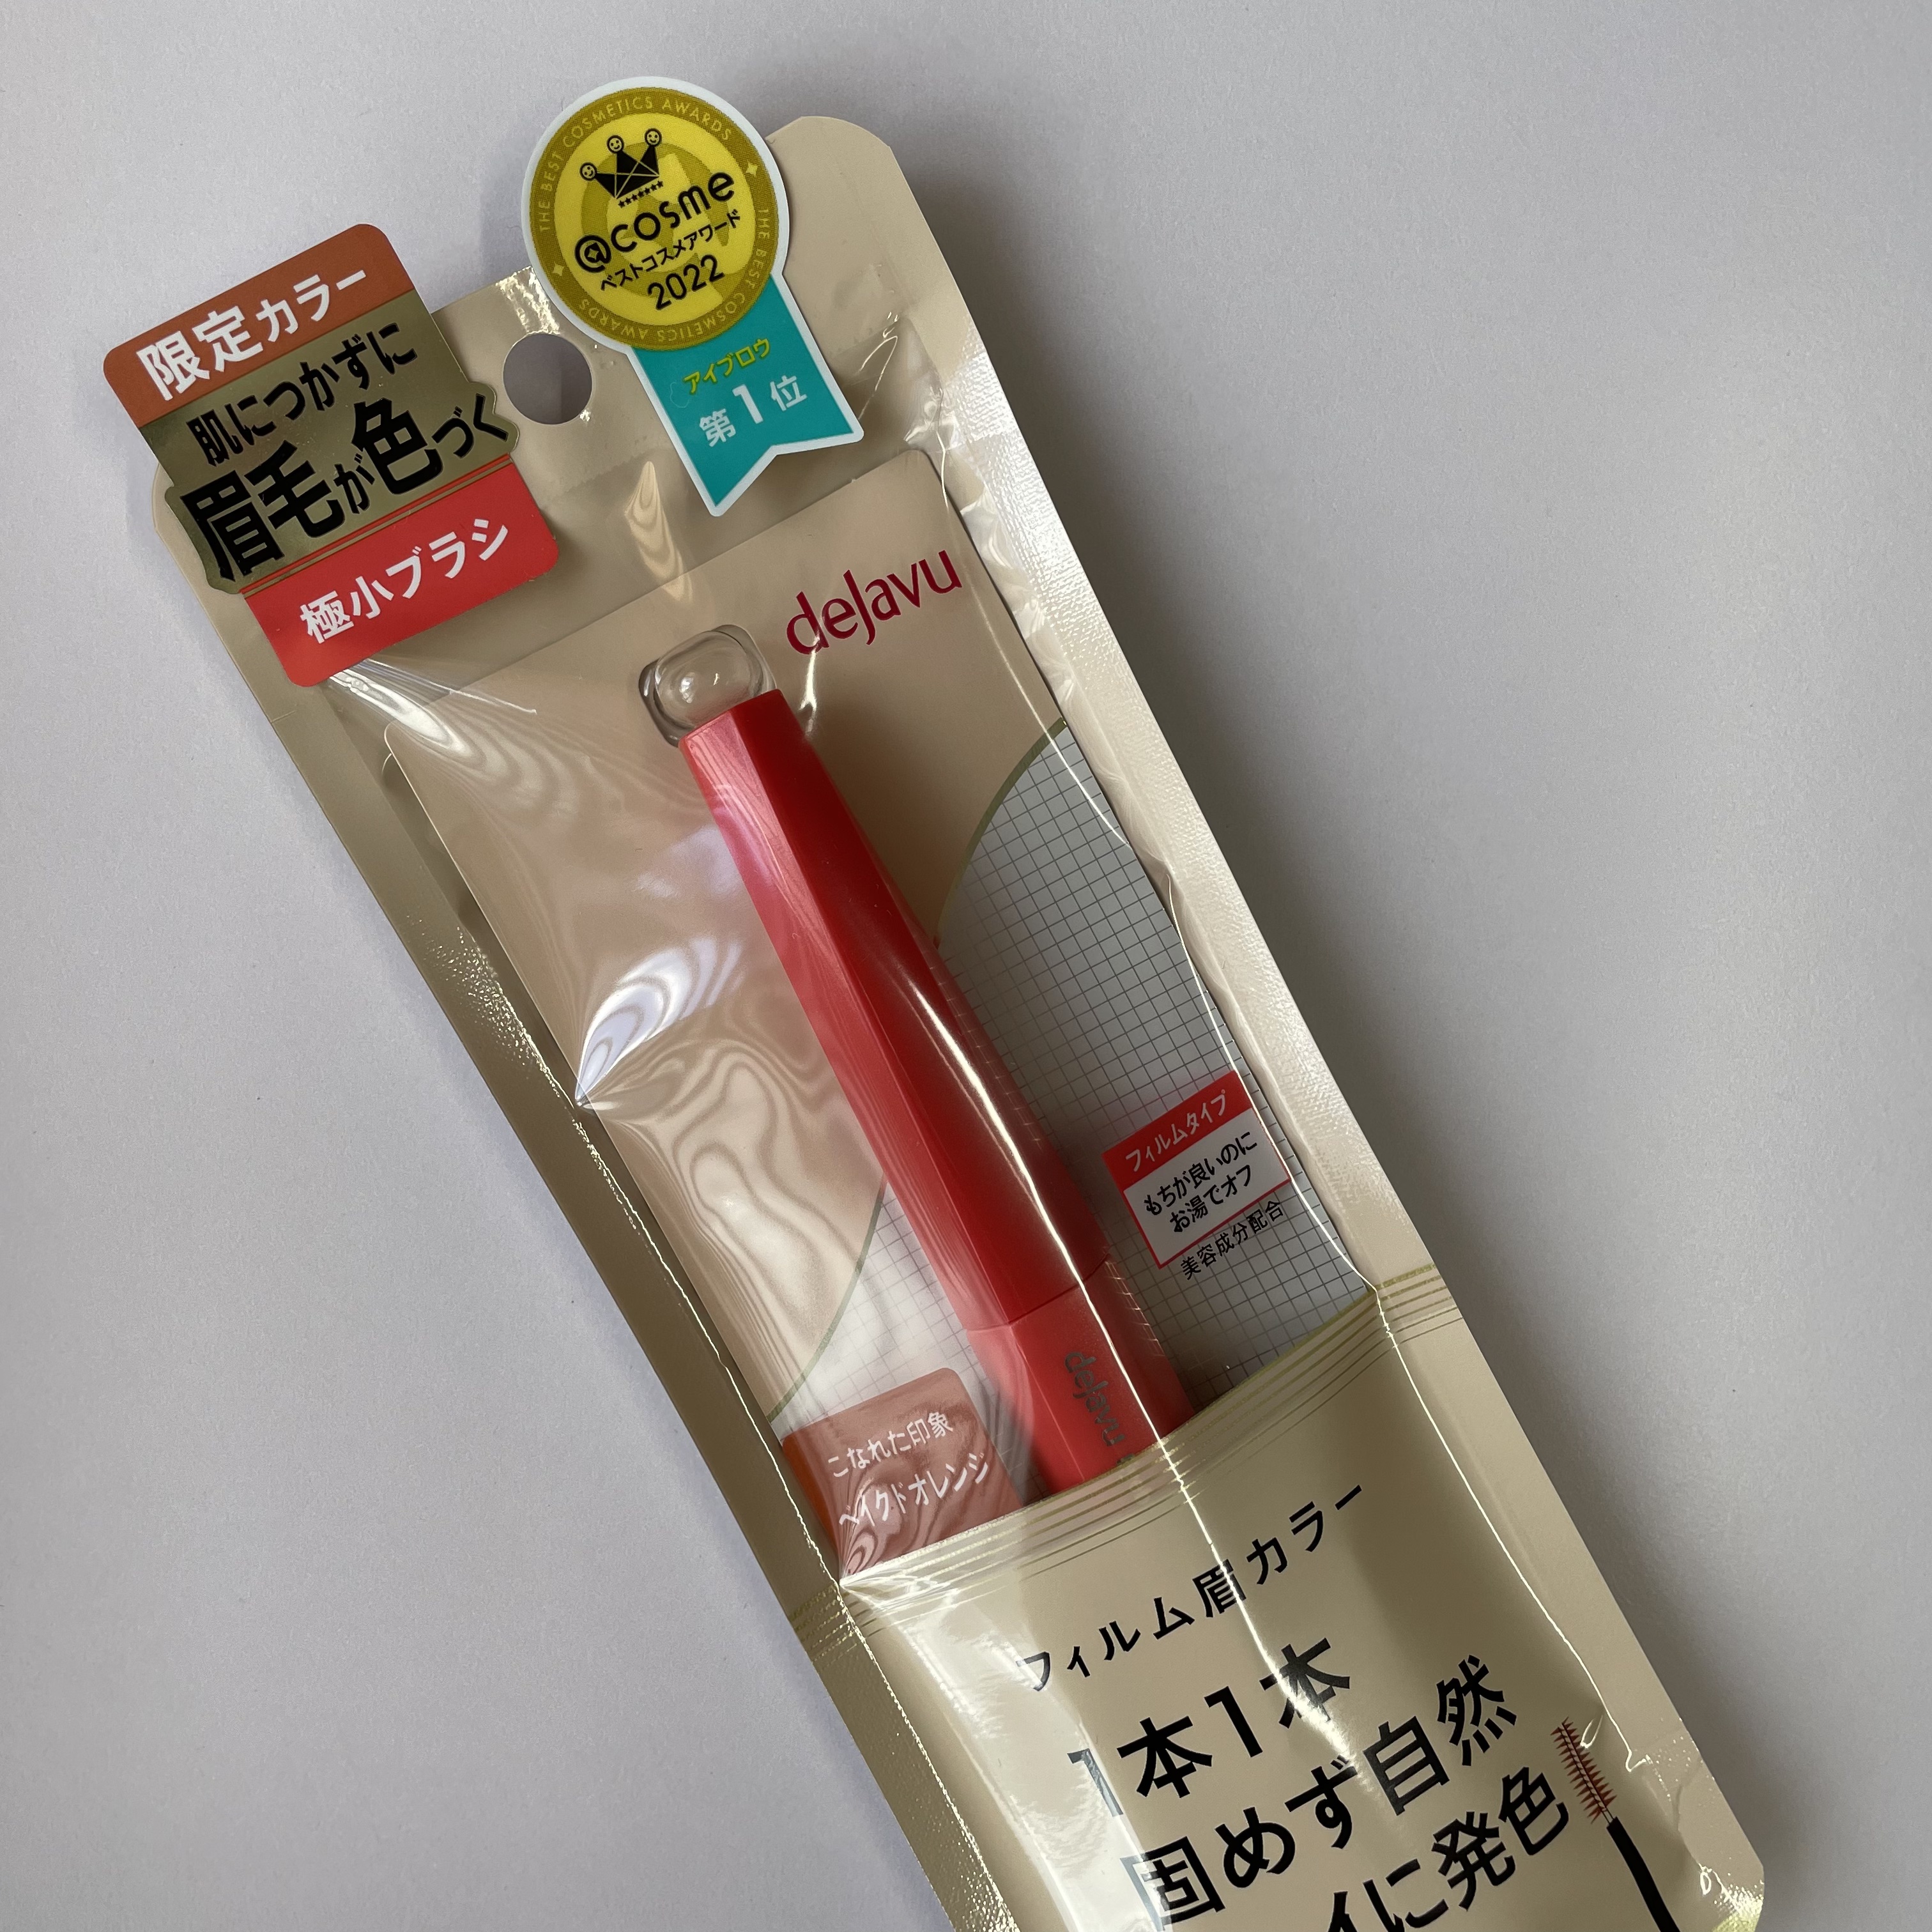 THE BEST COSMETICS AWARDS
@cosme
ベストコスメアワード
2022
THE BEST COSMETICS AWARDS
アイブロウ
第1位
限定カラー
肌につかずに
眉毛が色づく
極小ブラシ
dejavu
フィルムタイプ
もちが良いのに
お湯でオフ
美容成分配合
dejavu
こなれた印象
ベイクドオレンジ
フィルム眉カラー
1本1本
固めず自然
イに発色